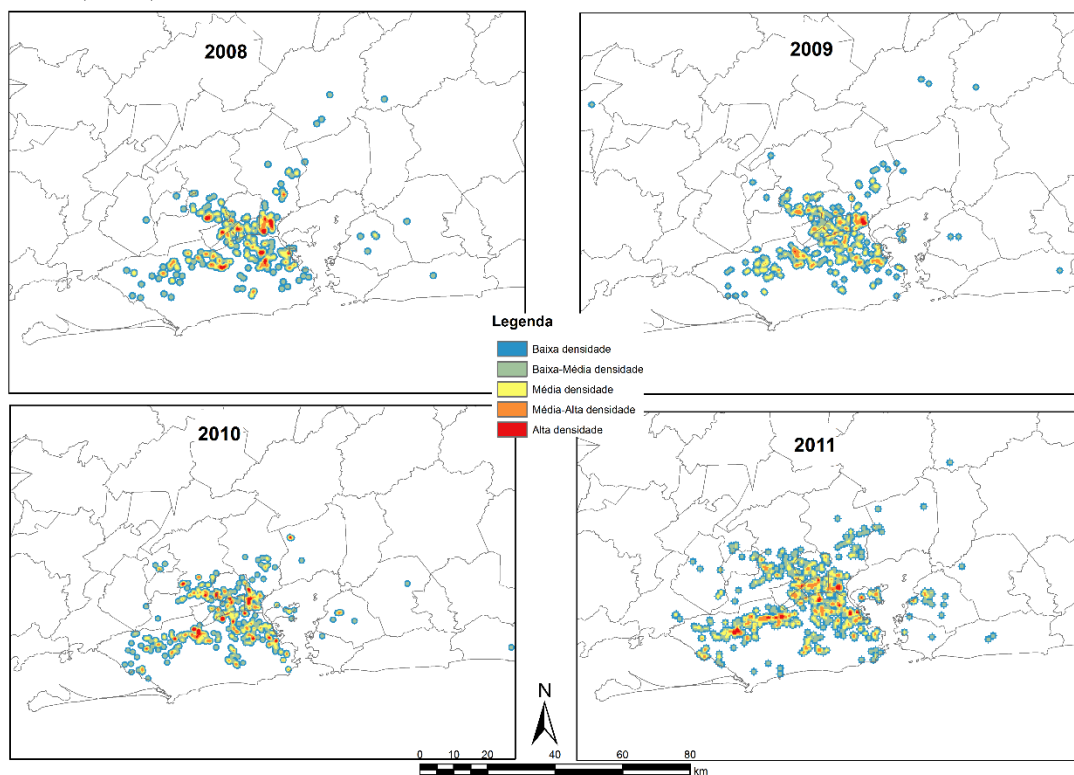 2008
2009
Legenda
Baixa densidade
Baixa-Média densidade
Média densidade
Média-Alta densidade
Alta densidade
2010
2011
N
0 10 20 40 60 80
km